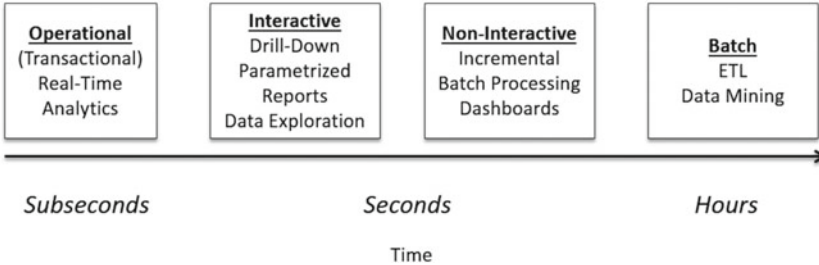 Operational
(Transactional)
Real-Time
Analytics
Interactive
Drill-Down
Parametrized
Reports
Data Exploration
Non-Interactive
Incremental
Batch Processing
Dashboards
Batch
ETL
Data Mining
Subseconds
Seconds
Hours
Time